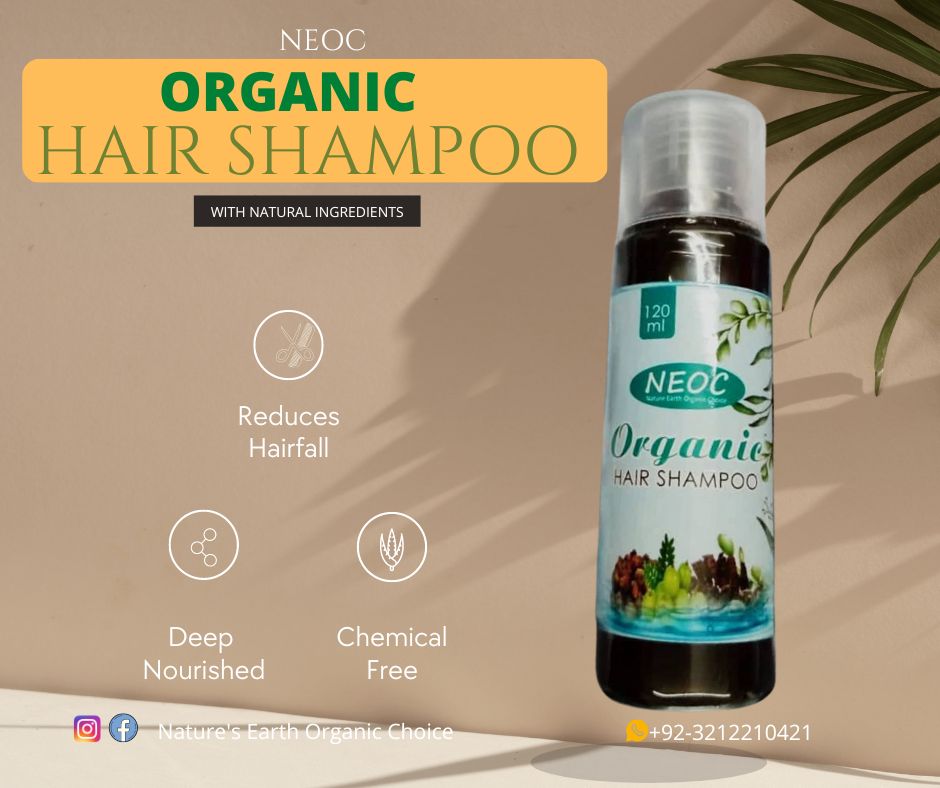 NEOC
ORGANIC
HAIR SHAMPOO
WITH NATURAL INGREDIENTS
Reduces
Hairfall
Deep
Nourished
Chemical
Free
120
ml
NEOC
Nature Earth Organic Choice
Organic
HAIR SHAMPOO
Nature's Earth Organic Choice
+92-3212210421